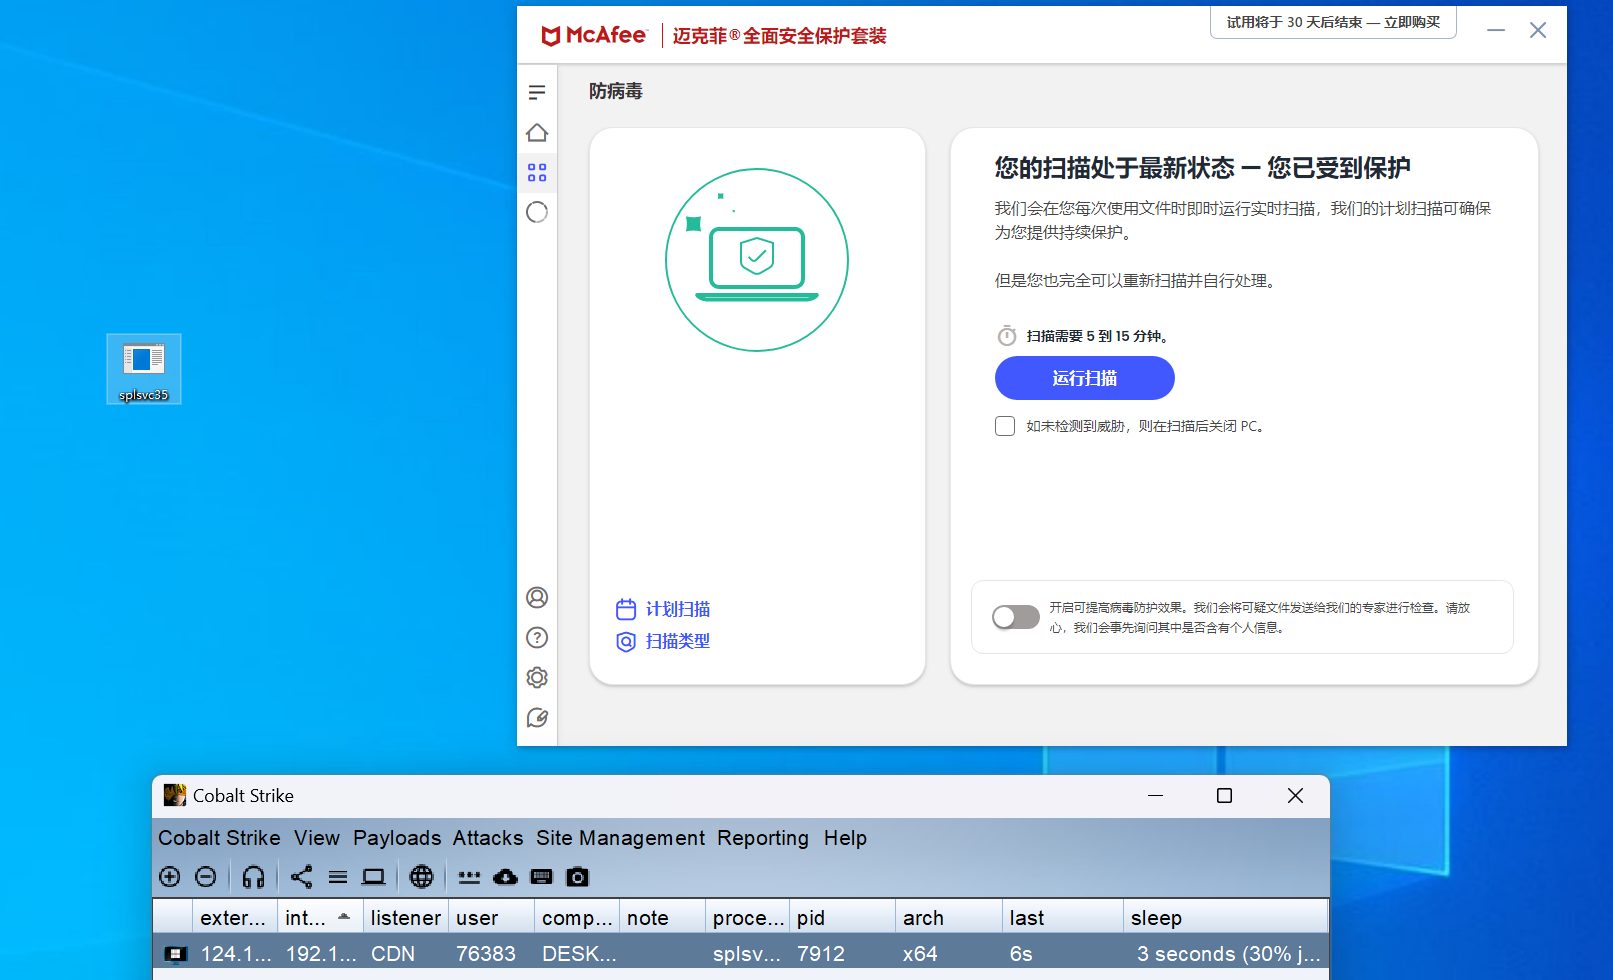 McAfee 迈克菲®全面安全保护套装
试用将于 30 天后结束 — 立即购买
防病毒
您的扫描处于最新状态 — 您已受到保护
我们会在您每次使用文件时即时运行实时扫描，我们的计划扫描可确保
为您提供持续保护。
但是您也完全可以重新扫描并自行处理。
扫描需要 5 到 15 分钟。
运行扫描
如未检测到威胁，则在扫描后关闭 PC。
splsvc35
计划扫描
扫描类型
开启可提高病毒防护效果。我们会将可疑文件发送给我们的专家进行检查。请放
心，我们会事先询问其中是否含有个人信息。
Cobalt Strike
Cobalt Strike View Payloads Attacks Site Management Reporting Help
exter... int... listener user comp... note proce... pid arch last sleep
124.1... 192.1... CDN 76383 DESK... splsv... 7912 x64 6s 3 seconds (30% j...